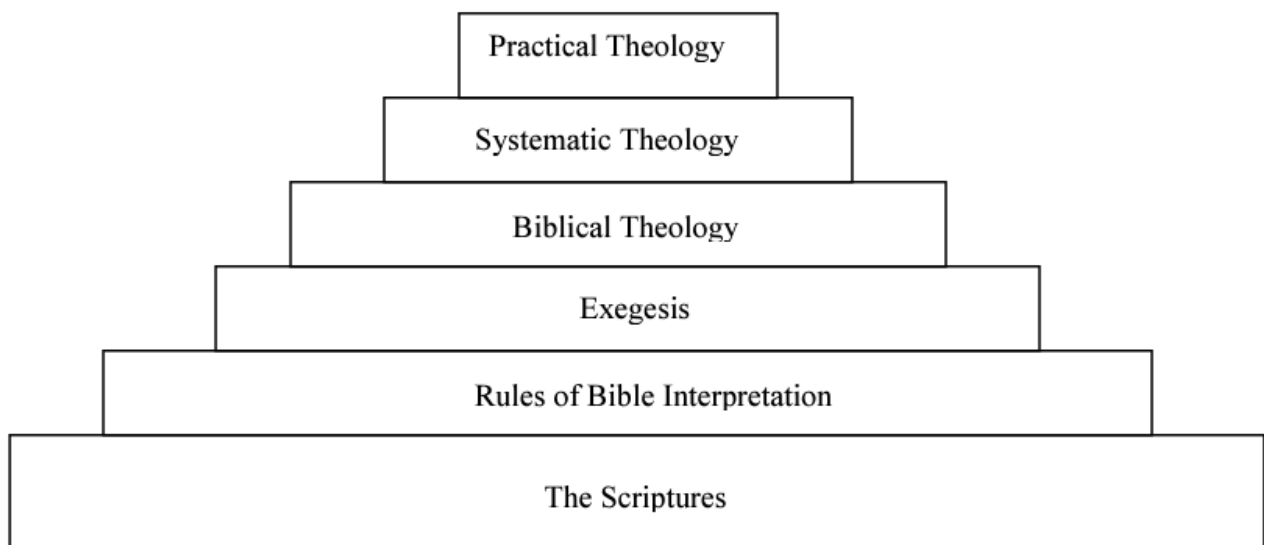 Practical Theology
Systematic Theology
Biblical Theology
Exegesis
Rules of Bible Interpretation
The Scriptures